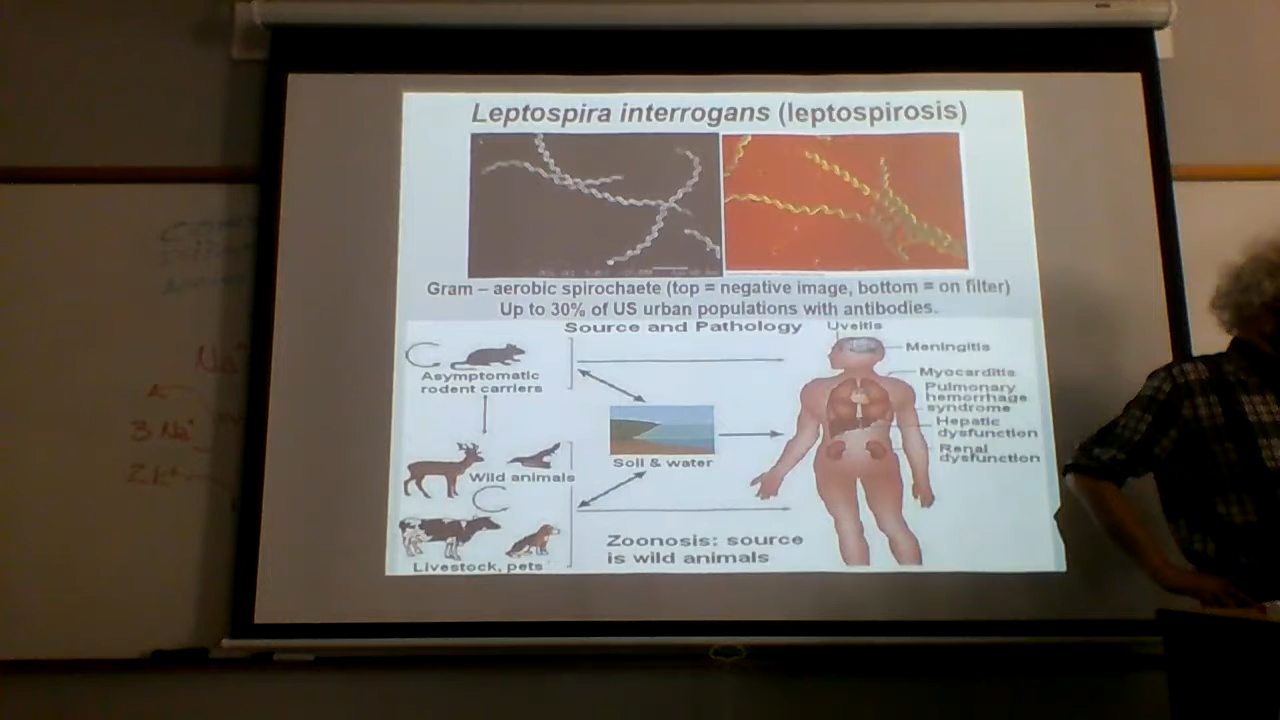 Leptospira interrogans (leptospirosis)
Gram – aerobic spirochaete (top = negative image, bottom = on filter)
Up to 30% of US urban populations with antibodies.
Source and Pathology
Uveitis
Meningitis
Asymptomatic
rodent carriers
Myocarditis
Pulmonary
hemorrhage
syndrome
Hepatic
dysfunction
Renal
dysfunction
Soil & water
Wild animals
Livestock, pets
Zoonosis: source
is wild animals
Na+
3 Na+